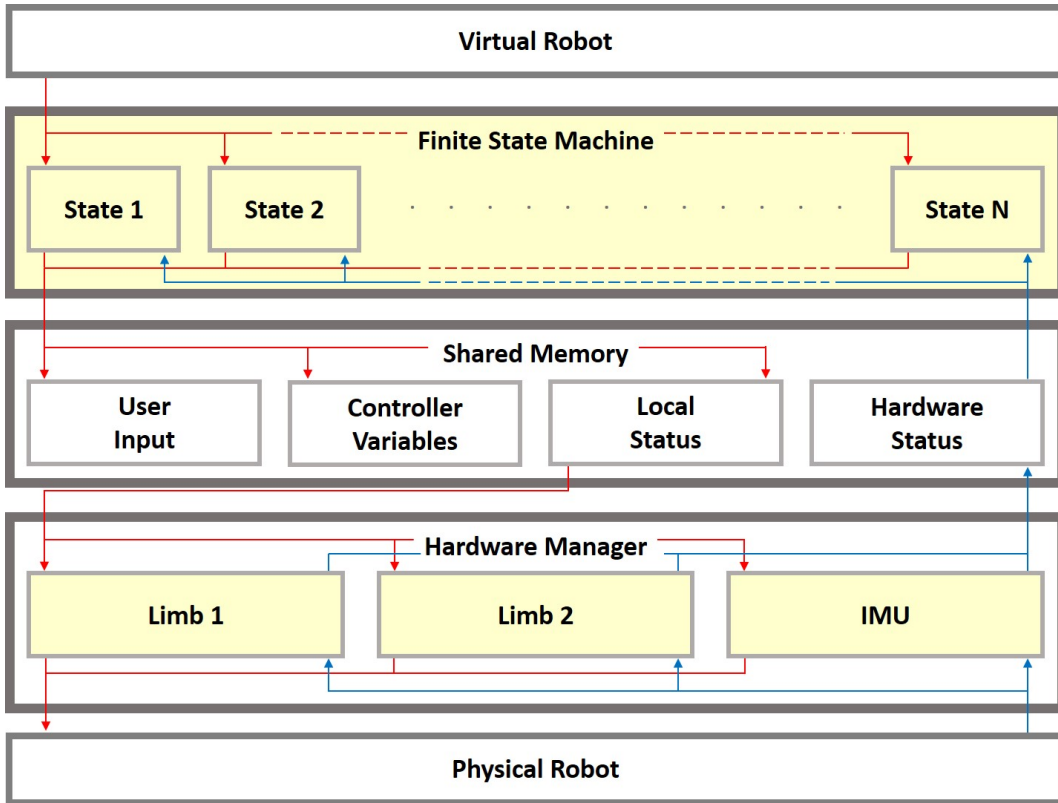 Virtual Robot
Finite State Machine
State 1
State 2
State N
Shared Memory
User
Input
Controller
Variables
Local
Status
Hardware
Status
Hardware Manager
Limb 1
Limb 2
IMU
Physical Robot